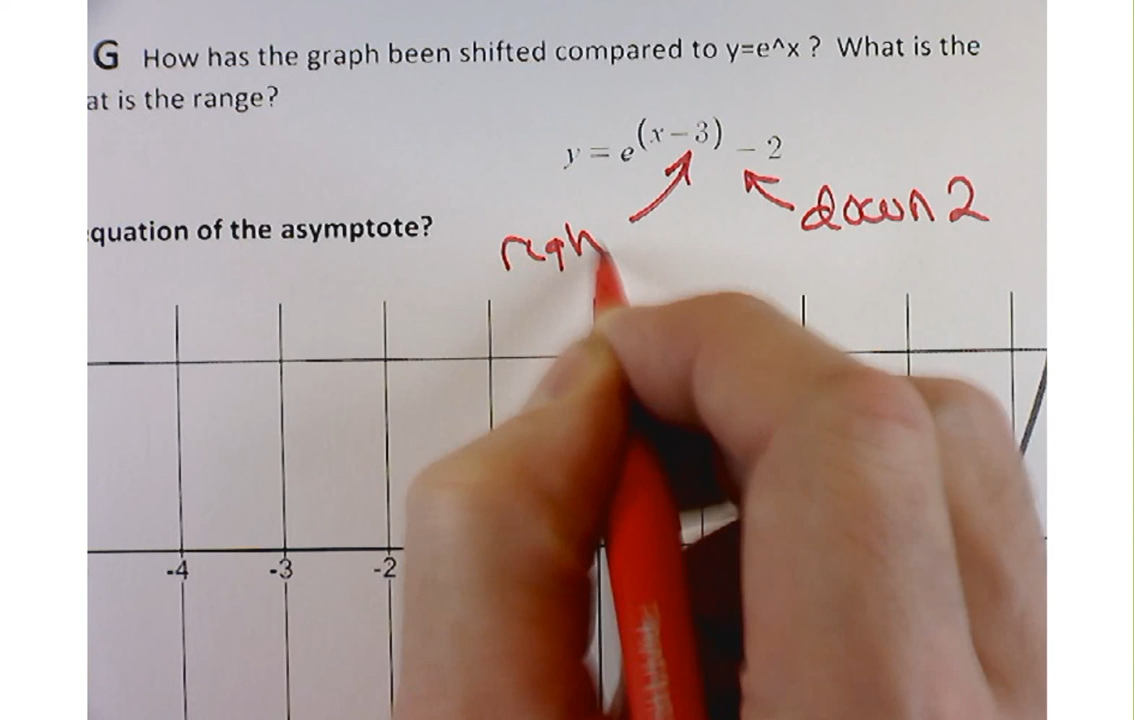 G How has the graph been shifted compared to y=e^x ? What is the
at is the range?
y = e^(x-3) - 2
down 2
quation of the asymptote?
righ
-4 -3 -2